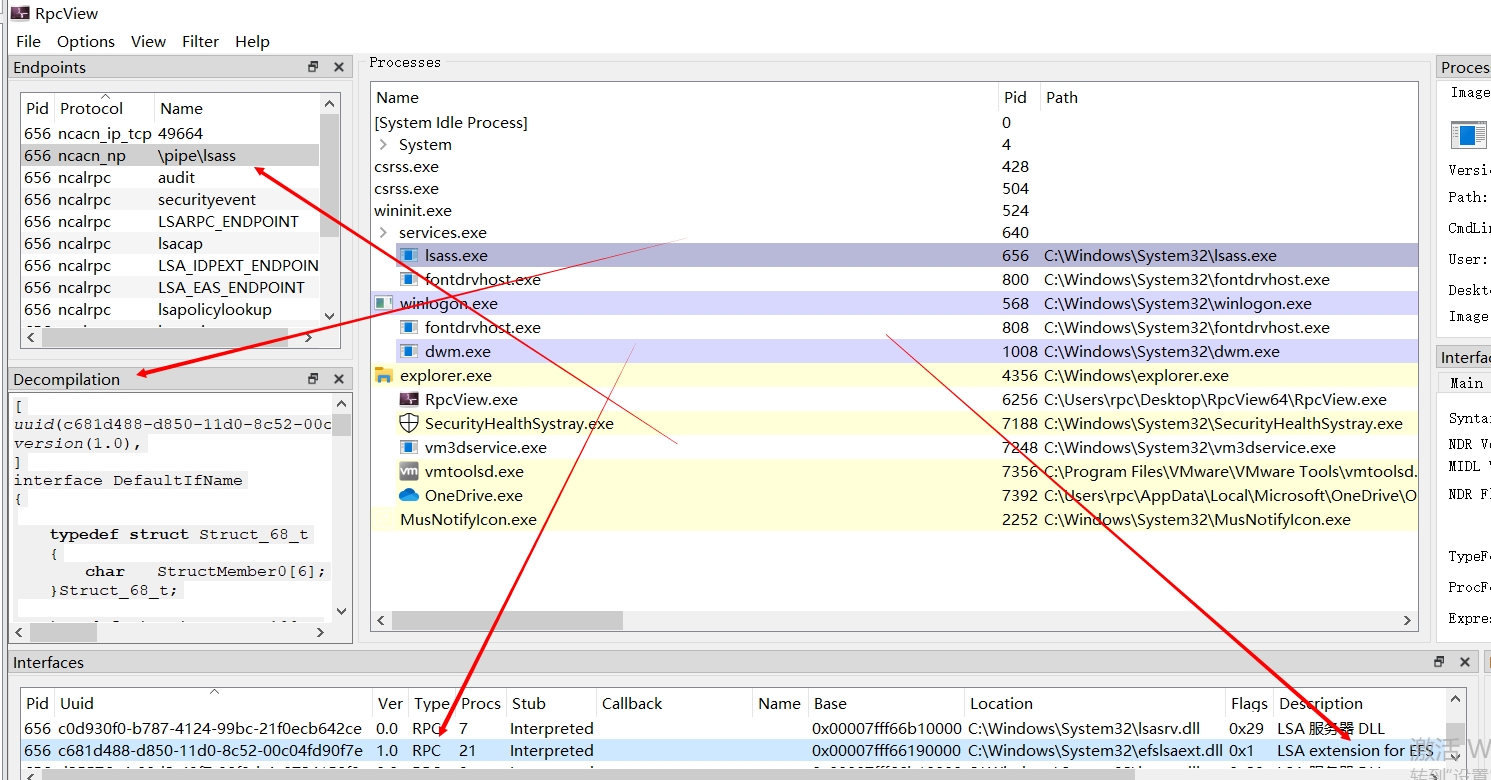 RpcView
File Options View Filter Help
Endpoints
Pid Protocol Name
656 ncacn_ip_tcp 49664
656 ncacn_np \pipe\lsass
656 ncalrpc audit
656 ncalrpc securityevent
656 ncalrpc LSARPC_ENDPOINT
656 ncalrpc lsacap
656 ncalrpc LSA_IDPEXT_ENDPOIN
656 ncalrpc LSA_EAS_ENDPOINT
656 ncalrpc lsapolicylookup
Decompilation
[
uuid(c681d488-d850-11d0-8c52-00c
version(1.0),
]
interface DefaultIfName
{
typedef struct Struct_68_t
{
char StructMember0[6];
}Struct_68_t;
Processes
Name Pid Path
[System Idle Process] 0
System 4
csrss.exe 428
csrss.exe 504
wininit.exe 524
services.exe 640
lsass.exe 656 C:\Windows\System32\lsass.exe
fontdrvhost.exe 800 C:\Windows\System32\fontdrvhost.exe
winlogon.exe 568 C:\Windows\System32\winlogon.exe
fontdrvhost.exe 808 C:\Windows\System32\fontdrvhost.exe
dwm.exe 1008 C:\Windows\System32\dwm.exe
explorer.exe 4356 C:\Windows\explorer.exe
RpcView.exe 6256 C:\Users\rpc\Desktop\RpcView64\RpcView.exe
SecurityHealthSystray.exe 7188 C:\Windows\System32\SecurityHealthSystray.exe
vm3dservice.exe 7248 C:\Windows\System32\vm3dservice.exe
vm vmtoolsd.exe 7356 C:\Program Files\VMware\VMware Tools\vmtoolsd.
OneDrive.exe 7392 C:\Users\rpc\AppData\Local\Microsoft\OneDrive\O
MusNotifyIcon.exe 2252 C:\Windows\System32\MusNotifyIcon.exe
Proces
Image
Versi
Path:
CmdLi
User:
Deskt
Image
Interfac
Main
Synta
NDR Ve
MIDL
NDR F
TypeF
ProcF
Expre
Interfaces
Pid Uuid Ver Type Procs Stub Callback Name Base Location Flags Description
656 c0d930f0-b787-4124-99bc-21f0ecb642ce 0.0 RPC 7 Interpreted 0x00007fff66b10000 C:\Windows\System32\lsasrv.dll 0x29 LSA 服务器 DLL
656 c681d488-d850-11d0-8c52-00c04fd90f7e 1.0 RPC 21 Interpreted 0x00007fff66190000 C:\Windows\System32\efslsaext.dll 0x1 LSA extension for EFS
激活 W
转到"设置